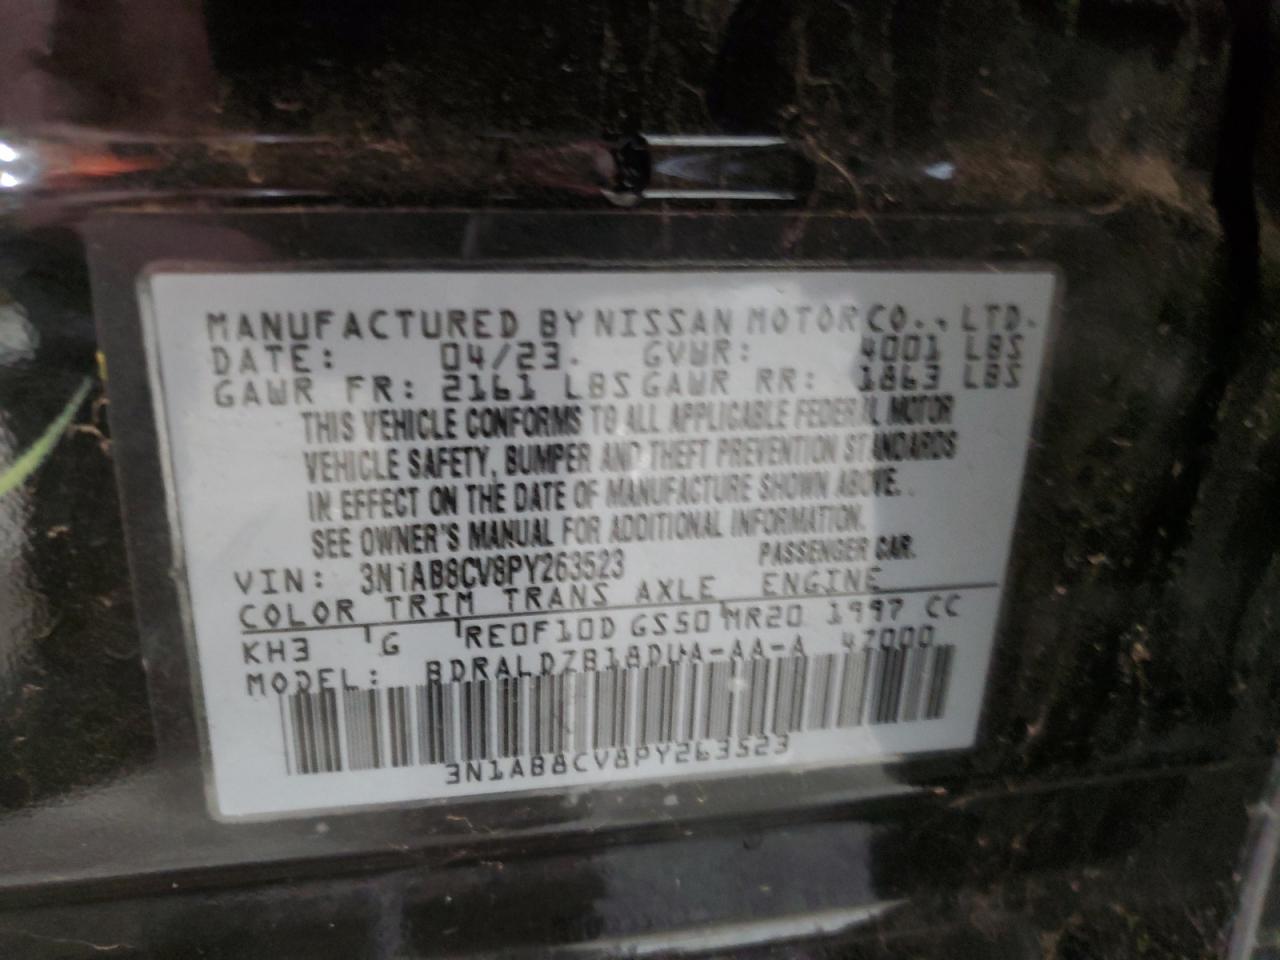 MANUFACTURED BY NISSAN MOTOR CO., LTD.
DATE: 04/23. GVWR: 4001 LBS
GAWR FR: 2161 LBS GAWR RR: 1863 LBS
THIS VEHICLE CONFORMS TO ALL APPLICABLE FEDERAL MOTOR
VEHICLE SAFETY, BUMPER AND THEFT PREVENTION STANDARDS
IN EFFECT ON THE DATE OF MANUFACTURE SHOWN ABOVE.
SEE OWNER'S MANUAL FOR ADDITIONAL INFORMATION.
VIN: 3N1AB8CV8PY263523 PASSENGER CAR.
COLOR TRIM TRANS AXLE ENGINE
KH3 G RE0F10D GS50 MR20 1997 CC
MODEL: 47000
3N1AB8CV8PY263523